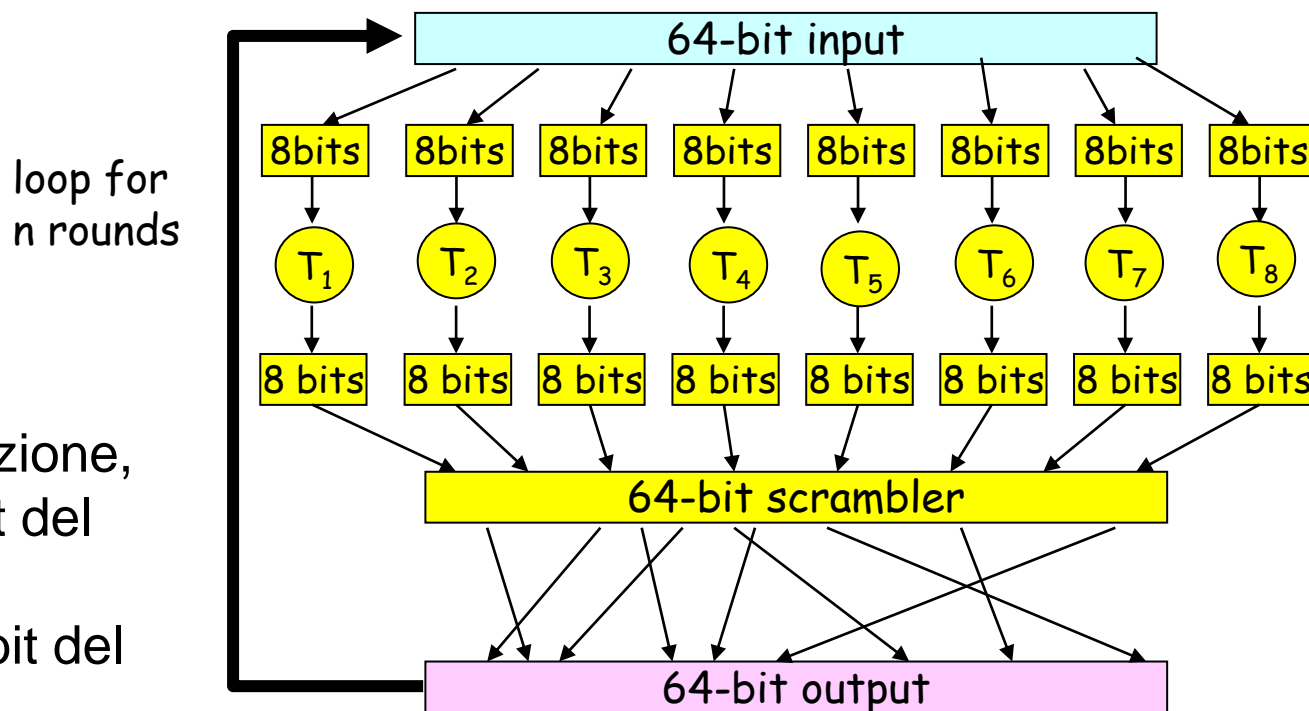 64-bit input
8bits 8bits 8bits 8bits 8bits 8bits 8bits 8bits
loop for
n rounds
T1 T2 T3 T4 T5 T6 T7 T8
8 bits 8 bits 8 bits 8 bits 8 bits 8 bits 8 bits 8 bits
zione,
t del
64-bit scrambler
bit del
64-bit output